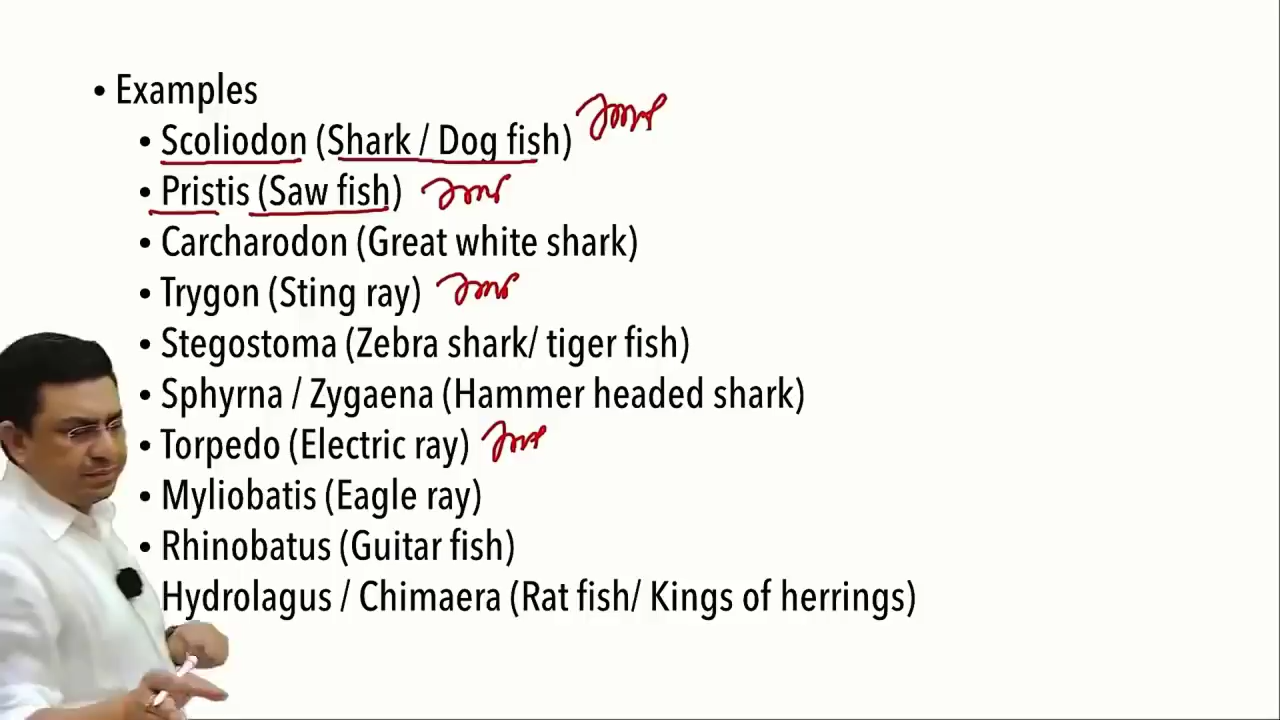 • Examples
• Scoliodon (Shark / Dog fish)
• Pristis (Saw fish)
• Carcharodon (Great white shark)
• Trygon (Sting ray)
• Stegostoma (Zebra shark/ tiger fish)
• Sphyrna / Zygaena (Hammer headed shark)
• Torpedo (Electric ray)
• Myliobatis (Eagle ray)
• Rhinobatus (Guitar fish)
Hydrolagus / Chimaera (Rat fish/ Kings of herrings)